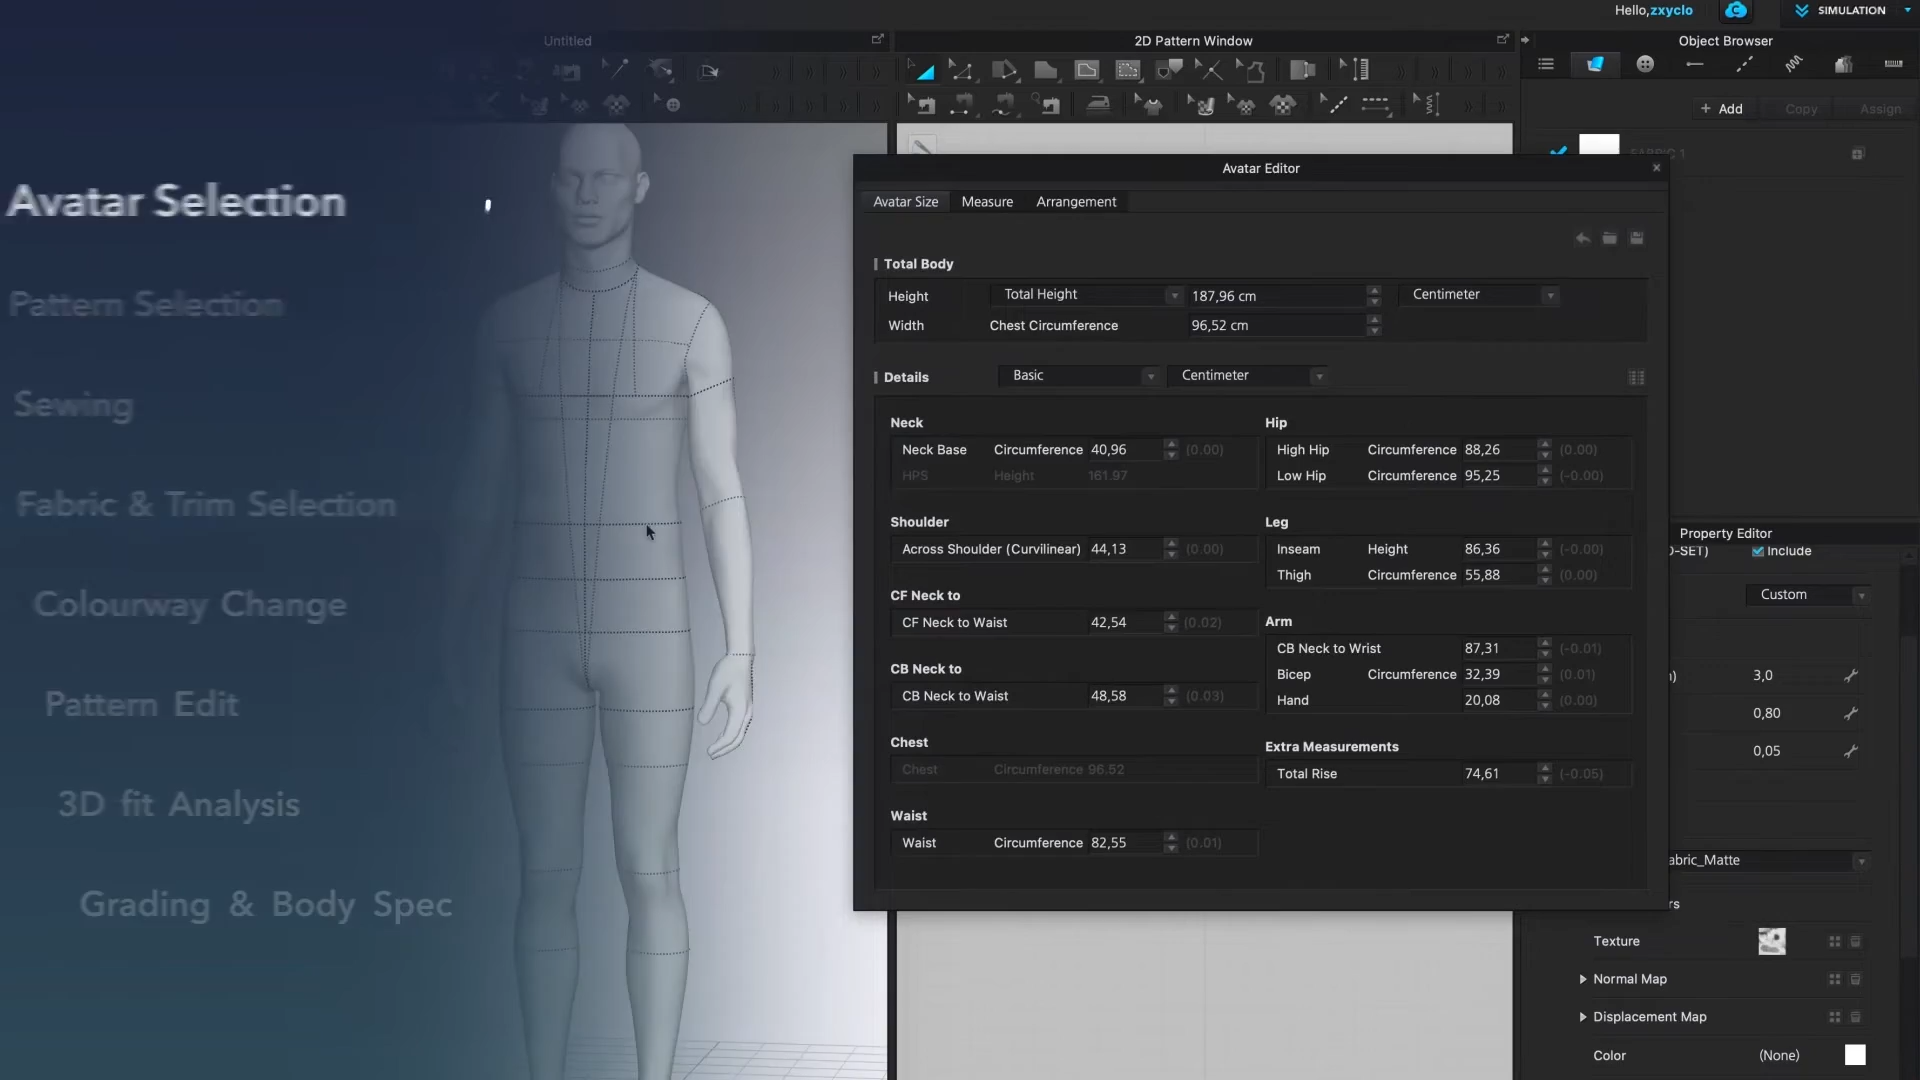 Hello,zxyclo
SIMULATION
Untitled
2D Pattern Window
Object Browser
+ Add
Copy
Assign
FABRIC 1
Avatar Selection
Pattern Selection
Sewing
Fabric & Trim Selection
Colourway Change
Pattern Edit
3D fit Analysis
Grading & Body Spec
Avatar Editor
Avatar Size
Measure
Arrangement
Total Body
Height Total Height 187,96 cm Centimeter
Width Chest Circumference 96,52 cm
Details Basic Centimeter
Neck
Neck Base Circumference 40,96 (0.00)
HPS Height 161.97
Shoulder
Across Shoulder (Curvilinear) 44,13 (0.00)
CF Neck to
CF Neck to Waist 42,54 (0.02)
CB Neck to
CB Neck to Waist 48,58 (0.03)
Chest
Chest Circumference 96.52
Waist
Waist Circumference 82,55 (0.01)
Hip
High Hip Circumference 88,26 (0.00)
Low Hip Circumference 95,25 (-0.00)
Leg
Inseam Height 86,36 (-0.00)
Thigh Circumference 55,88 (0.00)
Arm
CB Neck to Wrist 87,31 (-0.01)
Bicep Circumference 32,39 (0.01)
Hand 20,08 (0.00)
Extra Measurements
Total Rise 74,61 (-0.05)
Property Editor
D-SET) Include
Custom
3,0
0,80
0,05
abric_Matte
rs
Texture
Normal Map
Displacement Map
Color (None)